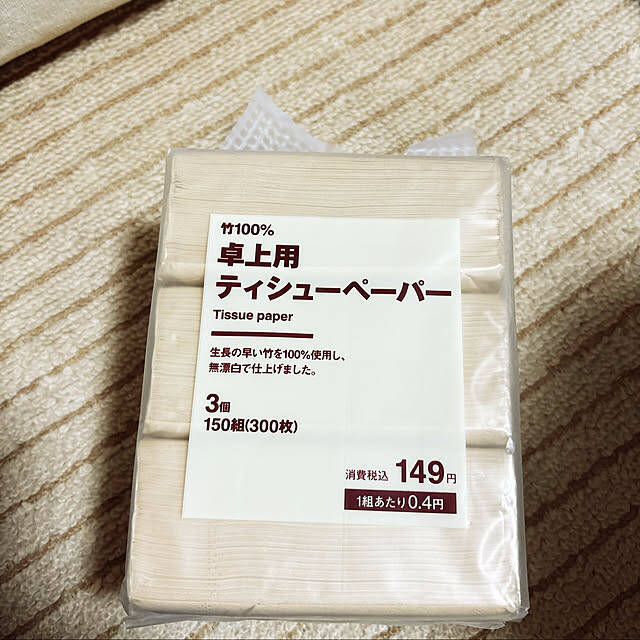 竹100%
卓上用
ティシューペーパー
Tissue paper
生長の早い竹を100%使用し、
無漂白で仕上げました。
3個
150組(300枚)
消費税込 149円
1組あたり0.4円